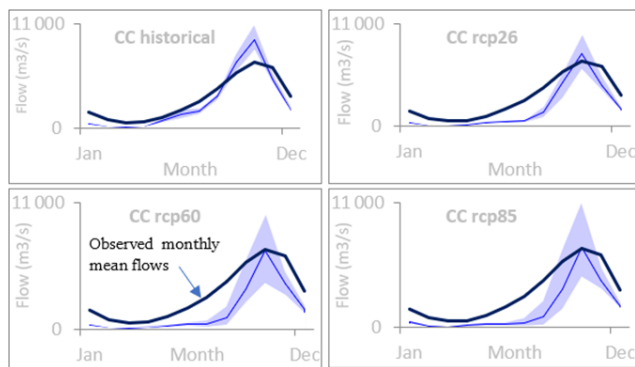 11 000
CC historical
Flow (m3/s)
0
Jan
Dec
Month
11 000
CC rcp26
Flow (m3/s)
0
Jan
Dec
Month
11 000
CC rcp60
Flow (m3/s)
Observed monthly
mean flows
0
Jan
Dec
Month
11 000
CC rcp85
Flow (m3/s)
0
Jan
Dec
Month